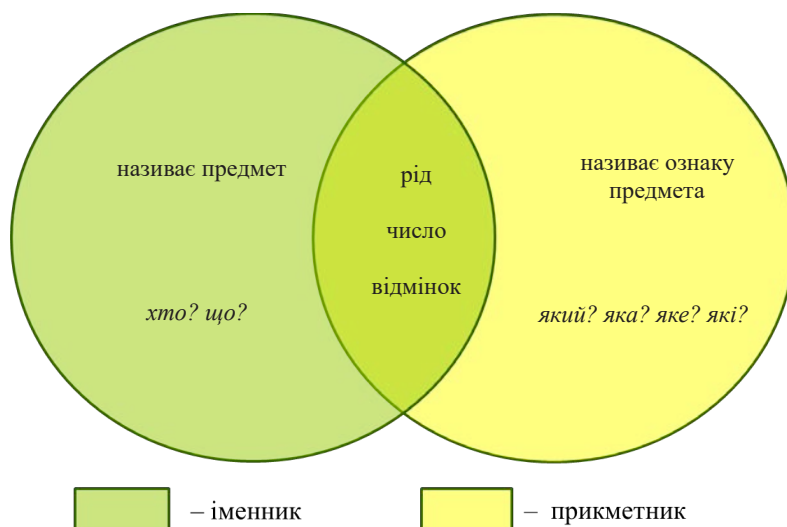 називає предмет
хто? що?
рід
число
відмінок
називає ознаку
предмета
який? яка? яке? які?
– іменник
– прикметник